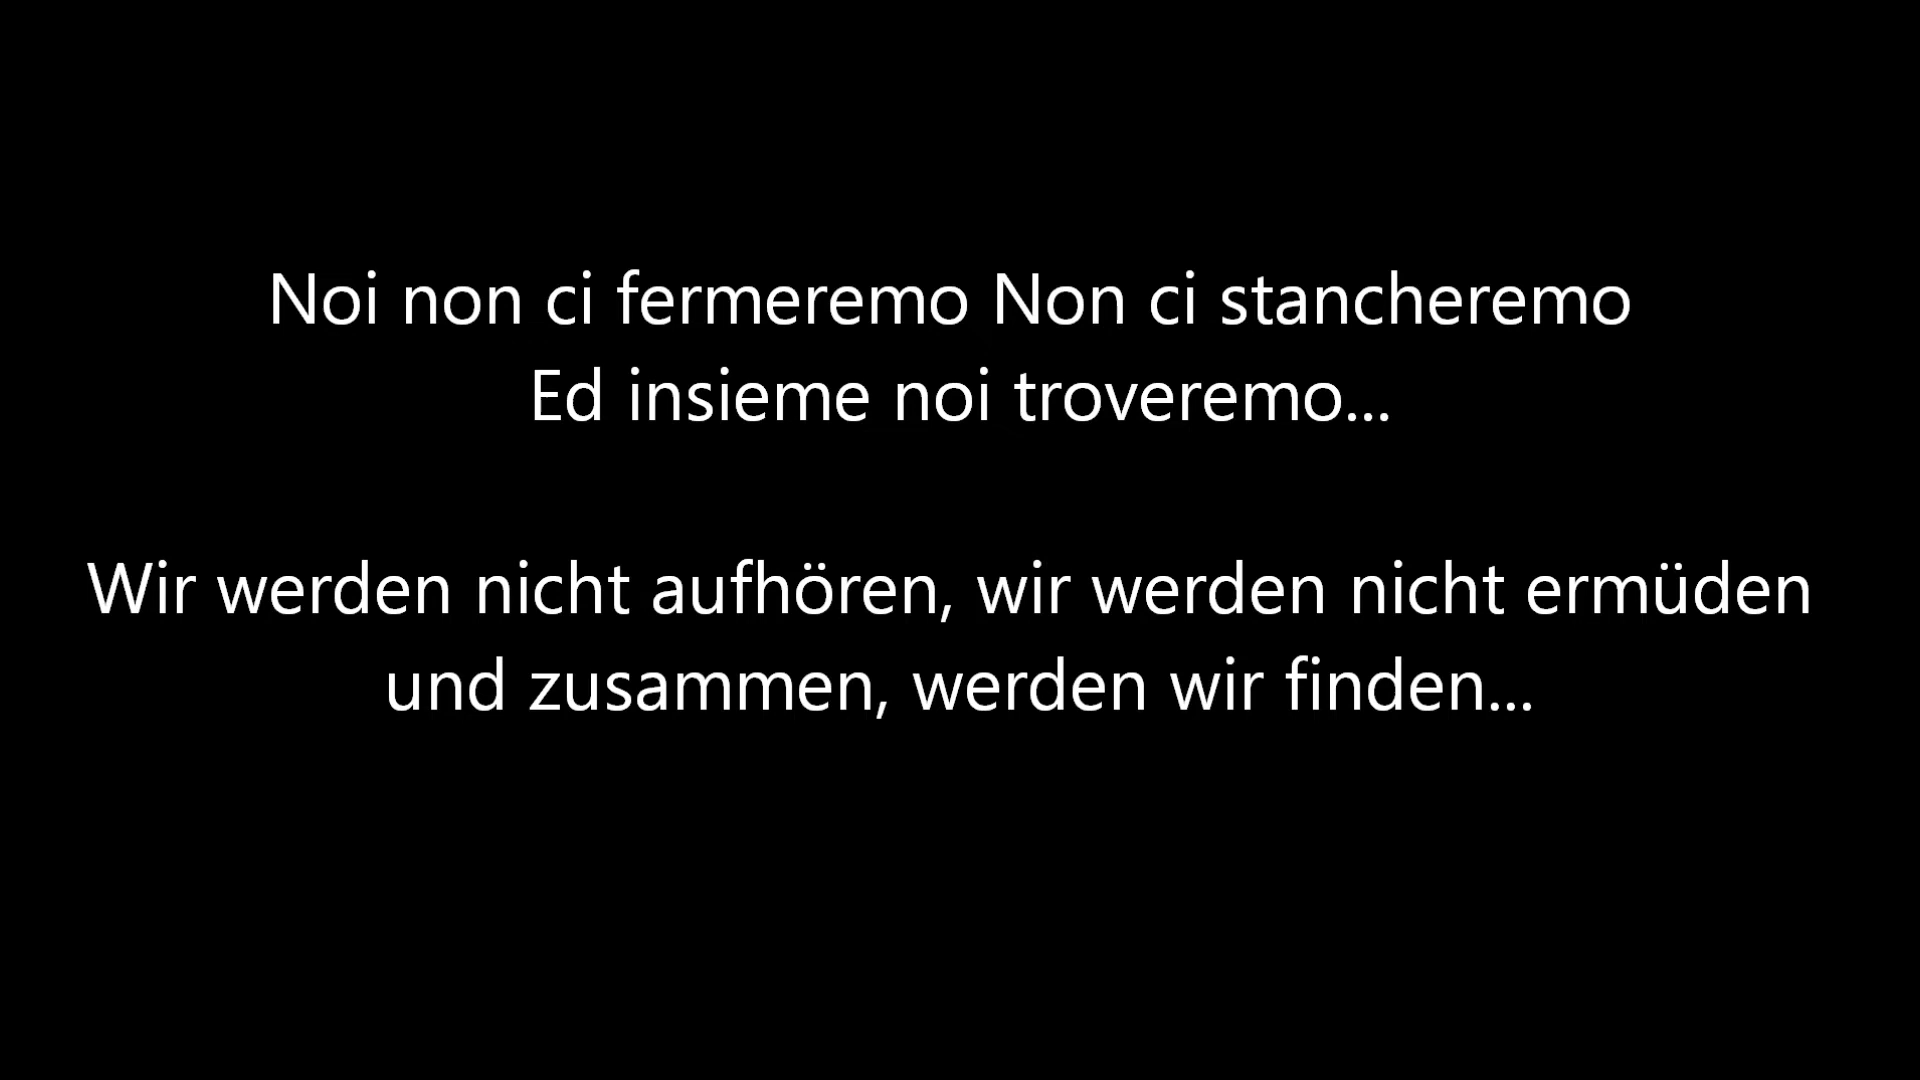 Noi non ci fermeremo Non ci stancheremo
Ed insieme noi troveremo...
Wir werden nicht aufhören, wir werden nicht ermüden
und zusammen, werden wir finden...